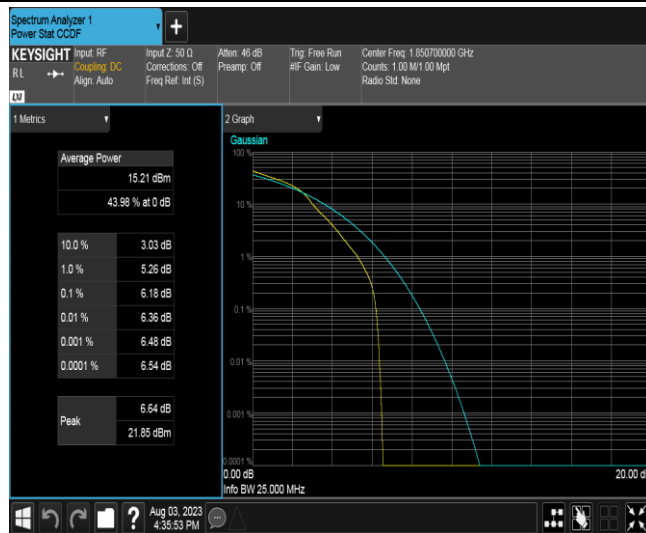 Spectrum Analyzer 1
Power Stat CCDF
+
KEYSIGHT
RL
Input: RF
Coupling: DC
Align: Auto
Input Z: 50 Ω
Corrections: Off
Freq Ref: Int (S)
Atten: 46 dB
Preamp: Off
Trig: Free Run
#IF Gain: Low
Center Freq: 1.850700000 GHz
Counts: 1.00 M/1.00 Mpt
Radio Std: None
LXI
1 Metrics
Average Power
15.21 dBm
43.98 % at 0 dB
10.0 % 3.03 dB
1.0 % 5.26 dB
0.1 % 6.18 dB
0.01 % 6.36 dB
0.001 % 6.48 dB
0.0001 % 6.54 dB
Peak 6.64 dB
21.85 dBm
2 Graph
Gaussian
100 %
10 %
1 %
0.1 %
0.01 %
0.001 %
0.0001 %
0.00 dB 20.00 d
Info BW 25.000 MHz
?
Aug 03, 2023
4:35:53 PM